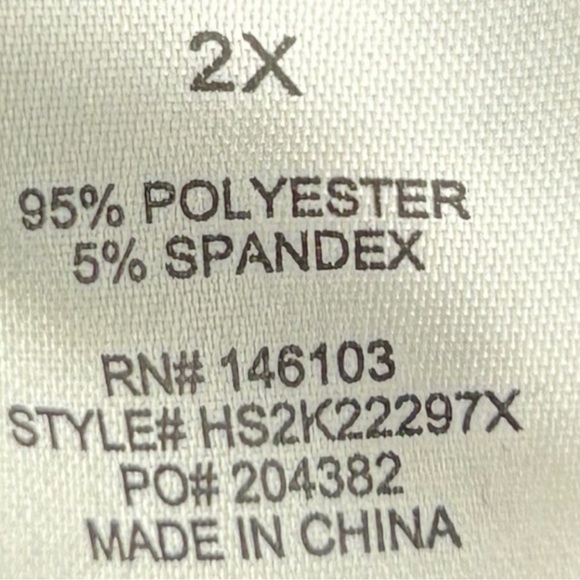 2X
95% POLYESTER
5% SPANDEX
RN# 146103
STYLE# HS2K22297X
PO# 204382
MADE IN CHINA